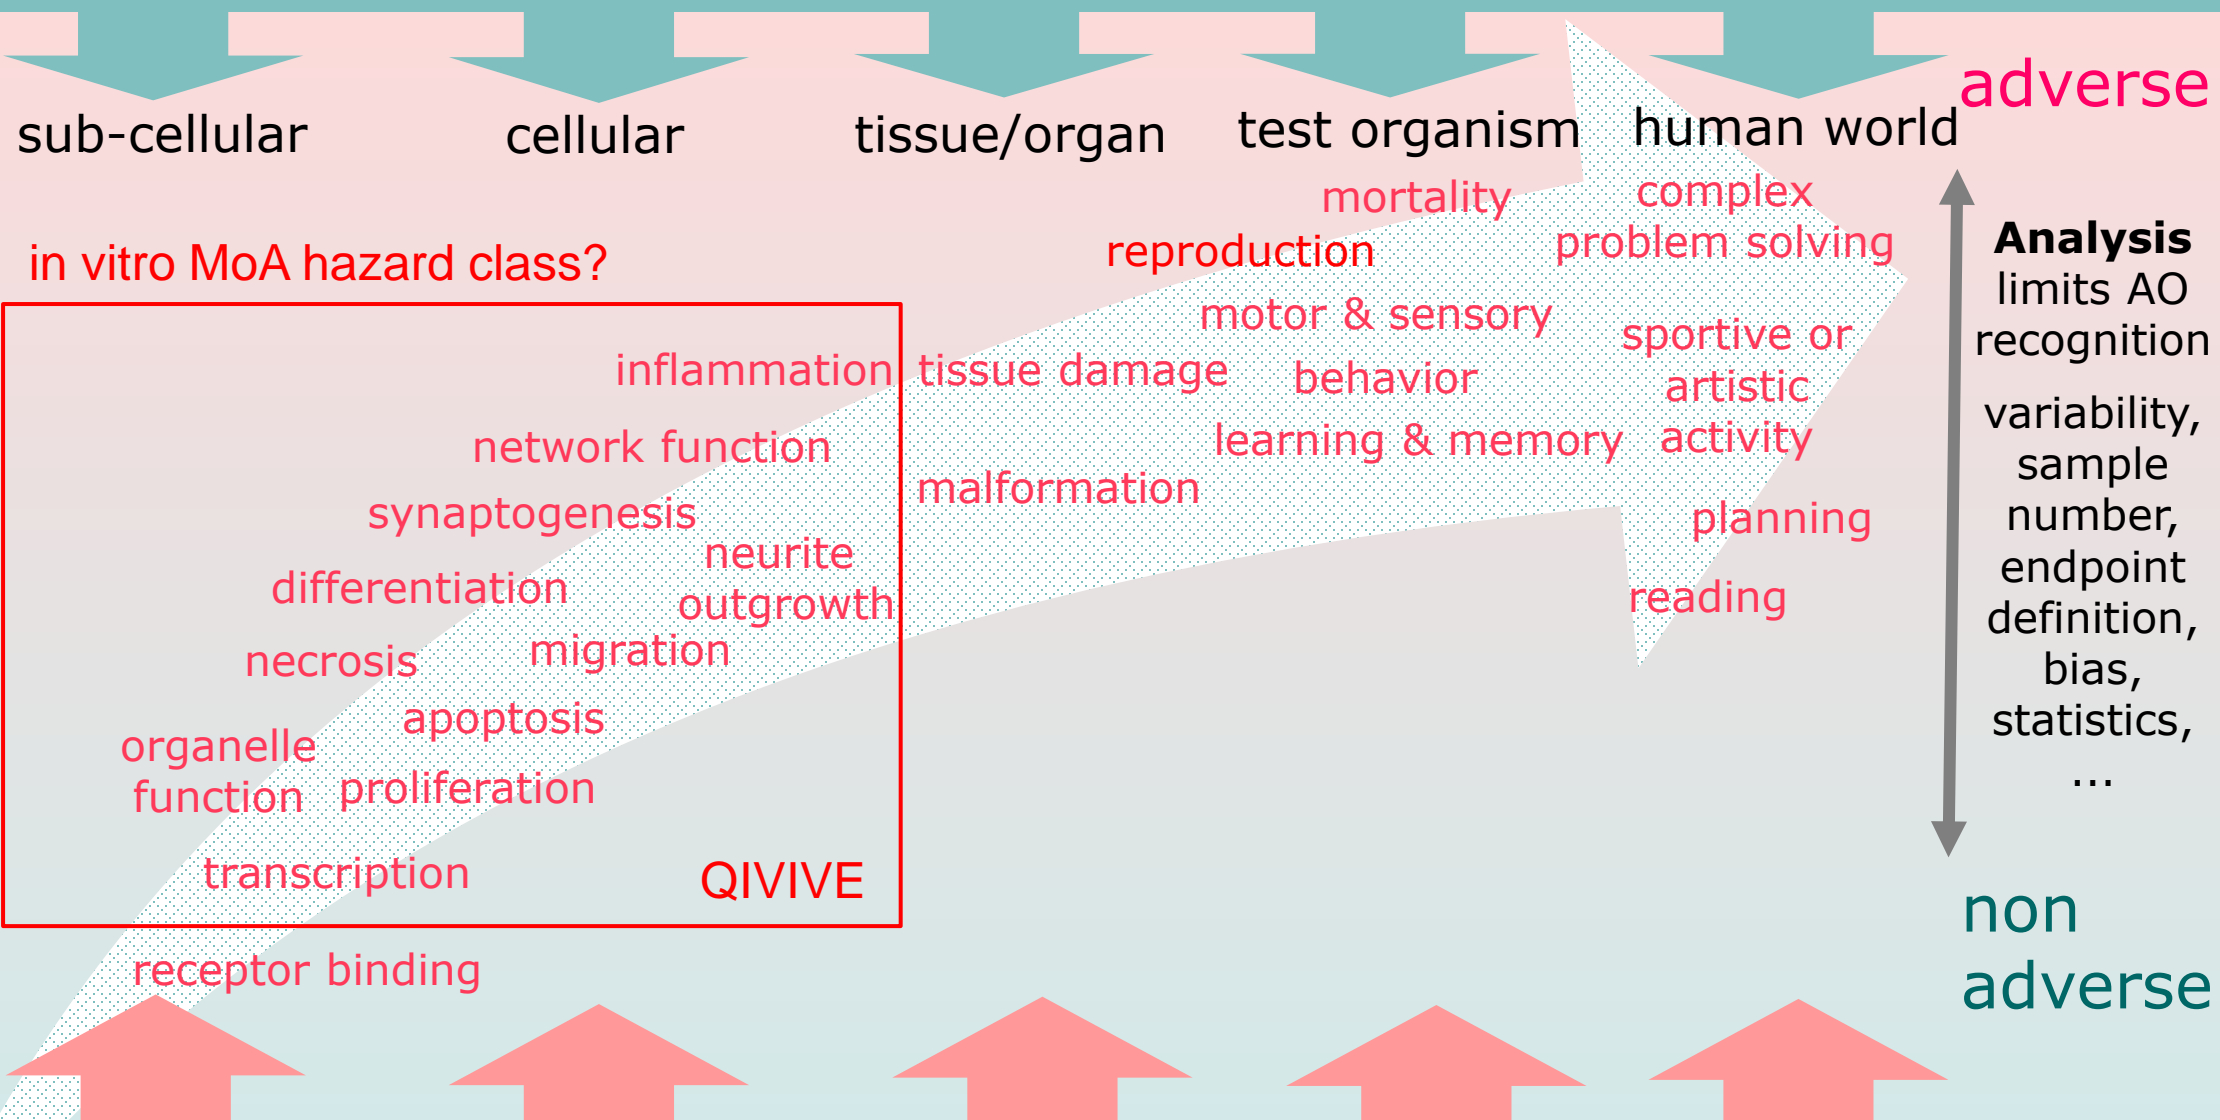 adverse
sub-cellular
cellular
tissue/organ
test organism
human world
in vitro MoA hazard class?
inflammation
network function
synaptogenesis
neurite
outgrowth
differentiation
migration
necrosis
apoptosis
organelle
function
proliferation
transcription
QIVIVE
receptor binding
tissue damage
malformation
mortality
reproduction
motor & sensory
behavior
learning & memory
complex
problem solving
sportive or
artistic
activity
planning
reading
Analysis
limits AO
recognition
variability,
sample
number,
endpoint
definition,
bias,
statistics,
...
non
adverse